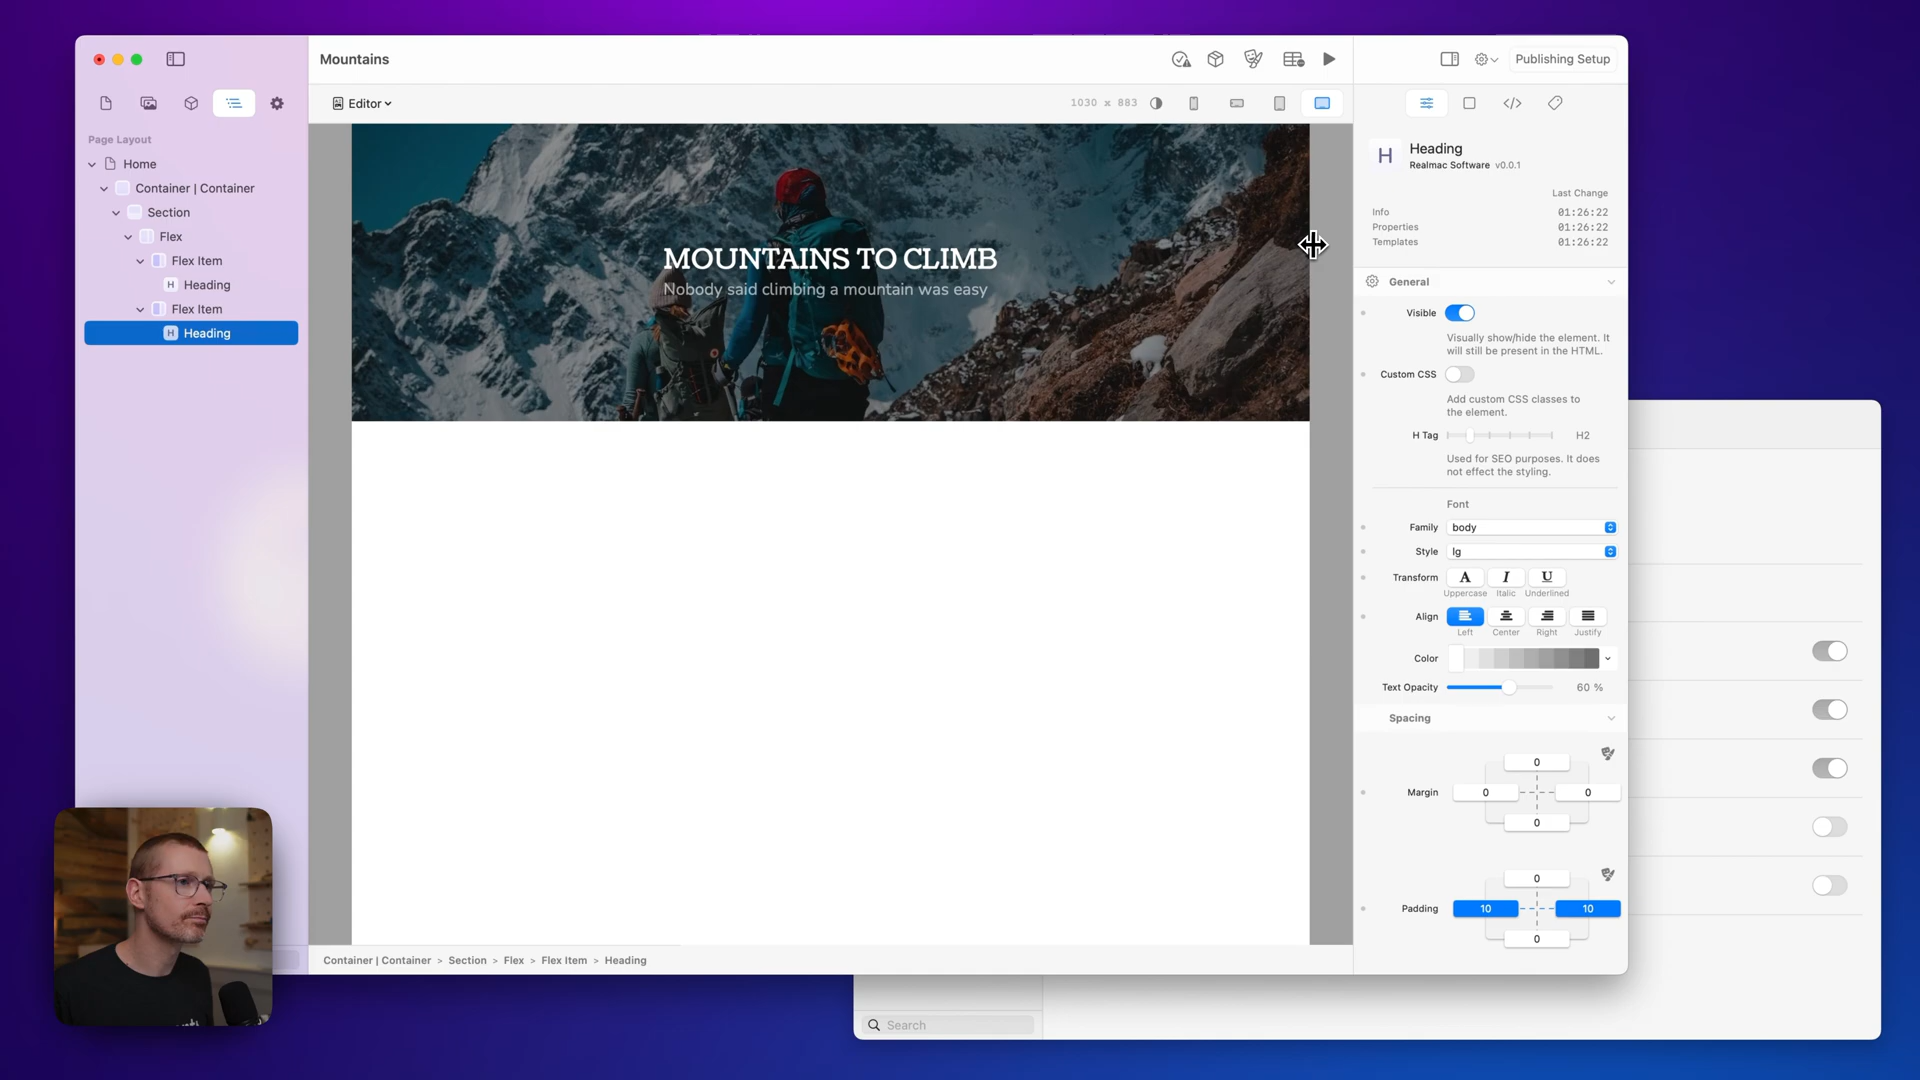 Mountains
Publishing Setup
Editor
1030 x 883
Page Layout
Home
Container | Container
Section
Flex
Flex Item
H Heading
Flex Item
H Heading
MOUNTAINS TO CLIMB
Nobody said climbing a mountain was easy
H
Heading
Realmac Software v0.0.1
Last Change
Info 01:26:22
Properties 01:26:22
Templates 01:26:22
General
Visible
Visually show/hide the element. It
will still be present in the HTML.
Custom CSS
Add custom CSS classes to
the element.
H Tag H2
Used for SEO purposes. It does
not effect the styling.
Font
Family body
Style lg
Transform A I U
Uppercase Italic Underlined
Align
Left Center Right Justify
Color
Text Opacity 60 %
Spacing
0
Margin 0 0
0
0
Padding 10 10
0
Container | Container > Section > Flex > Flex Item > Heading
Search